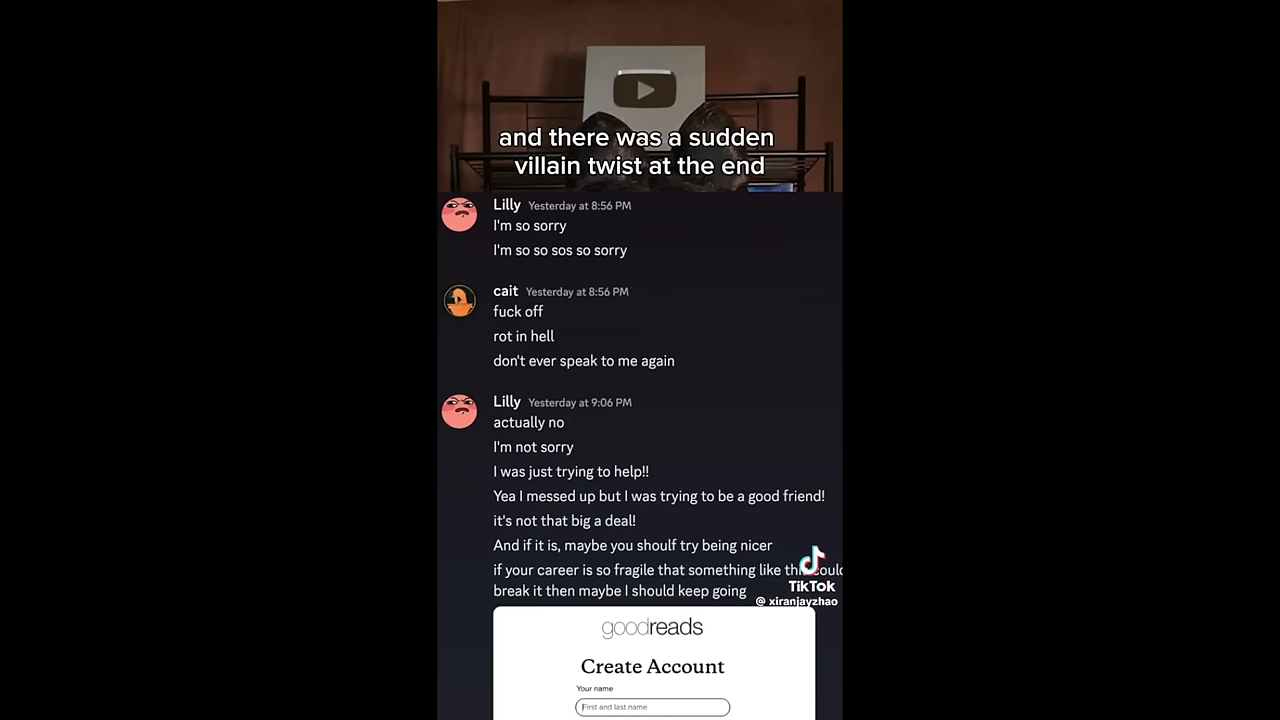 and there was a sudden
villain twist at the end
Lilly Yesterday at 8:56 PM
I'm so sorry
I'm so so sos so sorry
cait Yesterday at 8:56 PM
fuck off
rot in hell
don't ever speak to me again
Lilly Yesterday at 9:06 PM
actually no
I'm not sorry
I was just trying to help!!
Yea I messed up but I was trying to be a good friend!
it's not that big a deal!
And if it is, maybe you shoulf try being nicer
if your career is so fragile that something like this could
break it then maybe I should keep going
TikTok
@ xiranjayzhao
goodreads
Create Account
Your name
First and last name